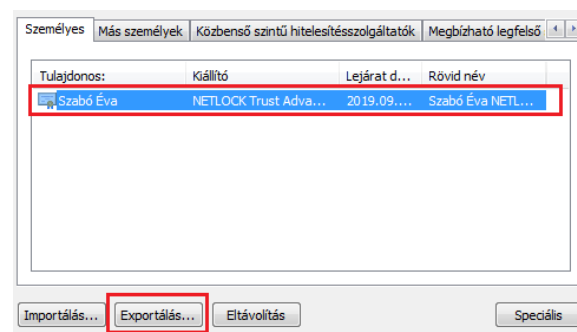 Személyes Más személyek Közbenső szintű hitelesítésszolgáltatók Megbízható legfelső
Tulajdonos: Kiállító Lejárat d... Rövid név
Szabó Éva NETLOCK Trust Adva... 2019.09.... Szabó Éva NETL...
Importálás... Exportálás... Eltávolítás Speciális